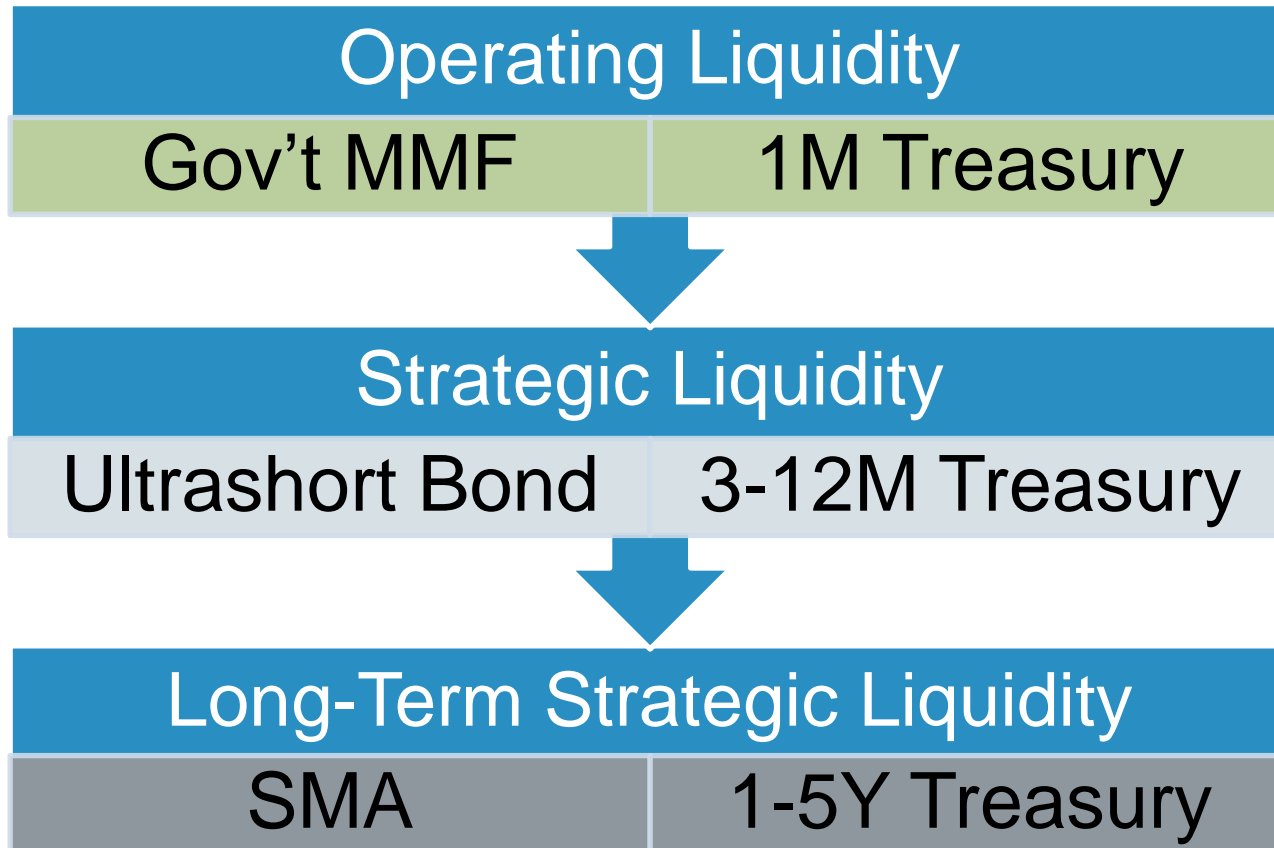 Operating Liquidity
Gov’t MMF 1M Treasury
Strategic Liquidity
Ultrashort Bond 3-12M Treasury
Long-Term Strategic Liquidity
SMA 1-5Y Treasury